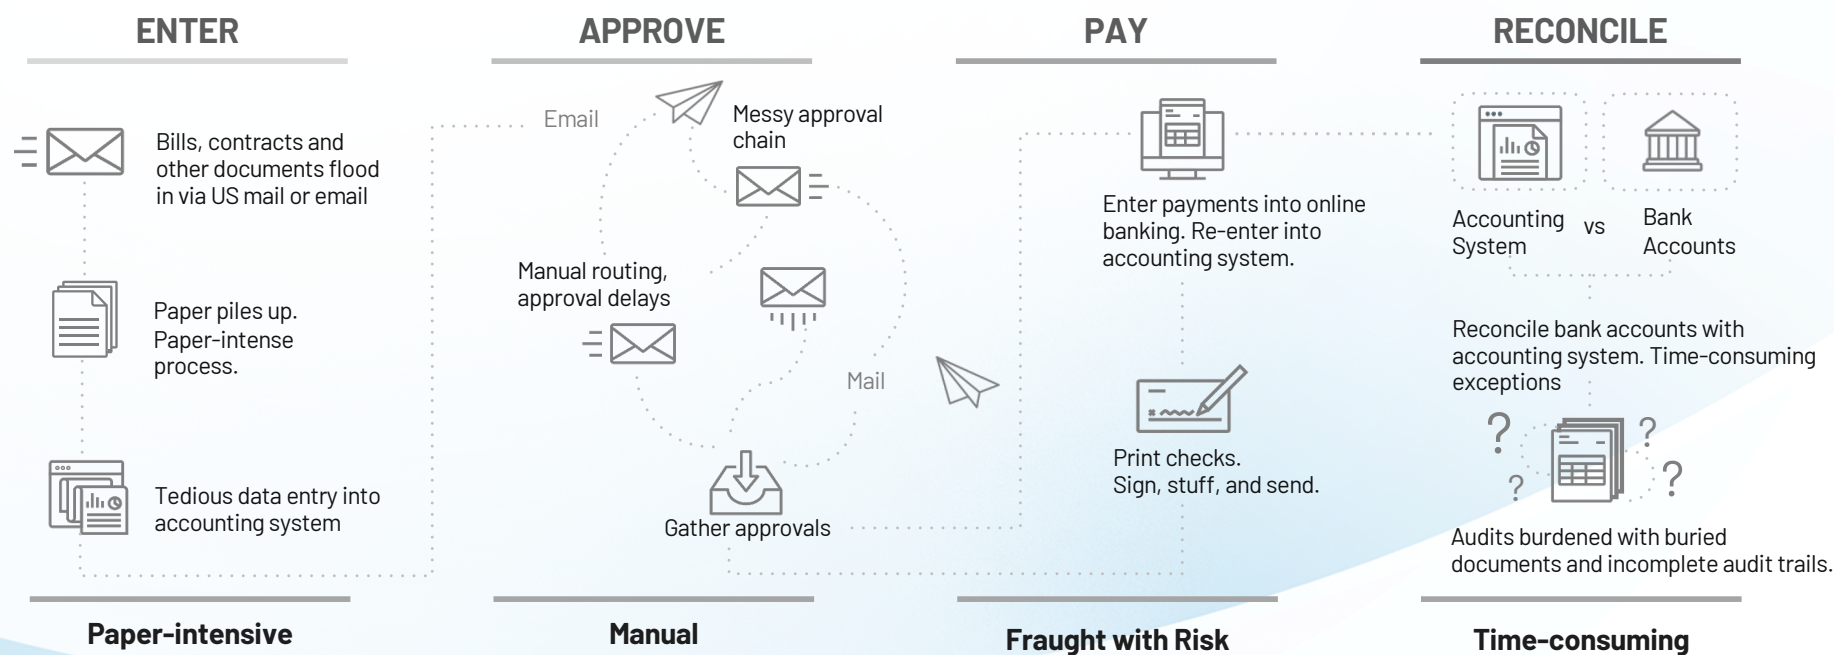 ENTER
Bills, contracts and
other documents flood
in via US mail or email
Paper piles up.
Paper-intense
process.
Tedious data entry into
accounting system
Paper-intensive
APPROVE
Email
Messy approval
chain
Manual routing,
approval delays
Mail
Gather approvals
Manual
PAY
Enter payments into online
banking. Re-enter into
accounting system.
Print checks.
Sign, stuff, and send.
Fraught with Risk
RECONCILE
Accounting
System
vs
Bank
Accounts
Reconcile bank accounts with
accounting system. Time-consuming
exceptions
? ? ? ?
Audits burdened with buried
documents and incomplete audit trails.
Time-consuming